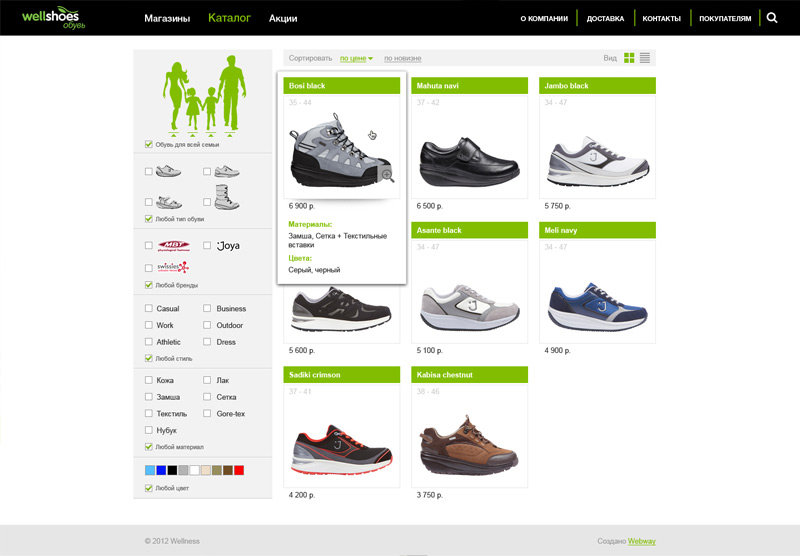 wellshoes
обувь
Магазины
Каталог
Акции
О КОМПАНИИ
ДОСТАВКА
КОНТАКТЫ
ПОКУПАТЕЛЯМ
Обувь для всей семьи
Любой тип обуви
MBT
Joya
swissies
Любой бренды
Casual
Business
Work
Outdoor
Athletic
Dress
Любой стиль
Кожа
Лак
Замша
Сетка
Текстиль
Gore-tex
Нубук
Любой материал
Любой цвет
Сортировать
по цене
по новизне
Вид
Bosi black
35 - 44
6 900 р.
Материалы:
Замша, Сетка + Текстильные
вставки
Цвета:
Серый, черный
Mahuta navi
37 - 42
6 500 р.
Jambo black
34 - 47
5 750 р.
5 600 р.
Asante black
34 - 47
5 100 р.
Meli navy
34 - 47
4 900 р.
Sadiki crimson
37 - 41
4 200 р.
Kabisa chestnut
38 - 46
3 750 р.
© 2012 Wellness
Создано Webway